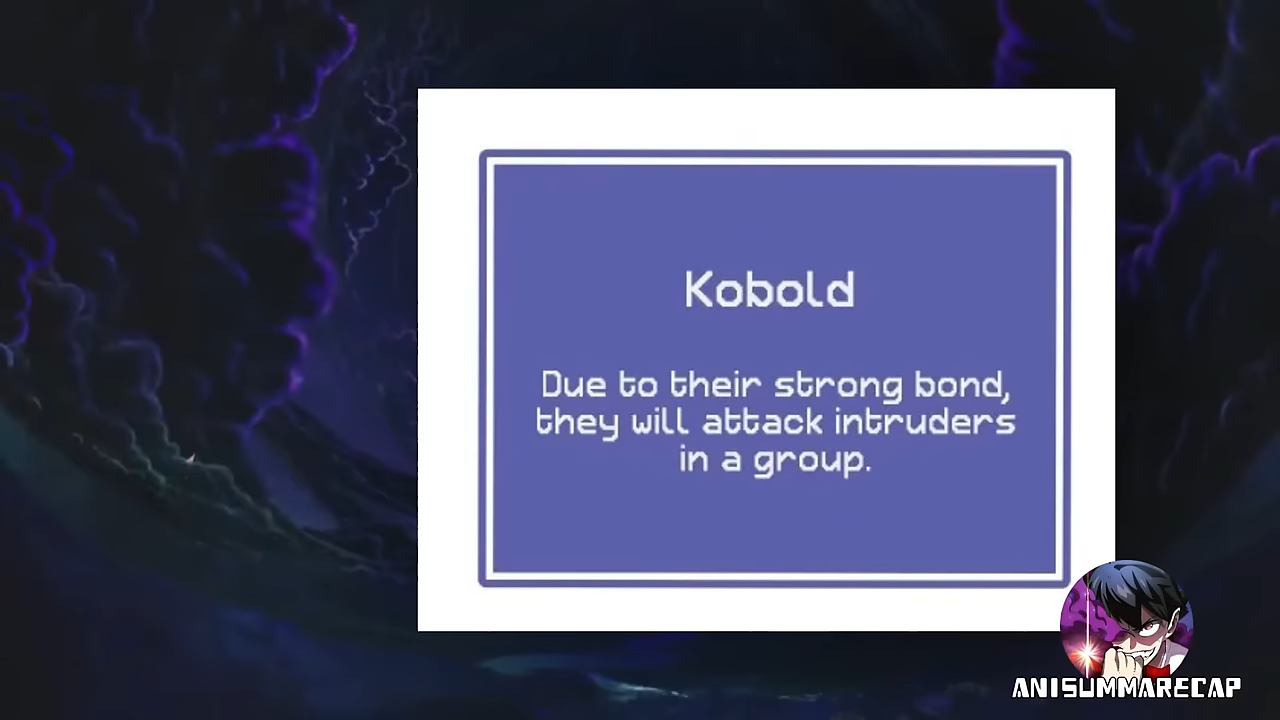 Kobold
Due to their strong bond,
they will attack intruders
in a group.
ANISUMMARECAP